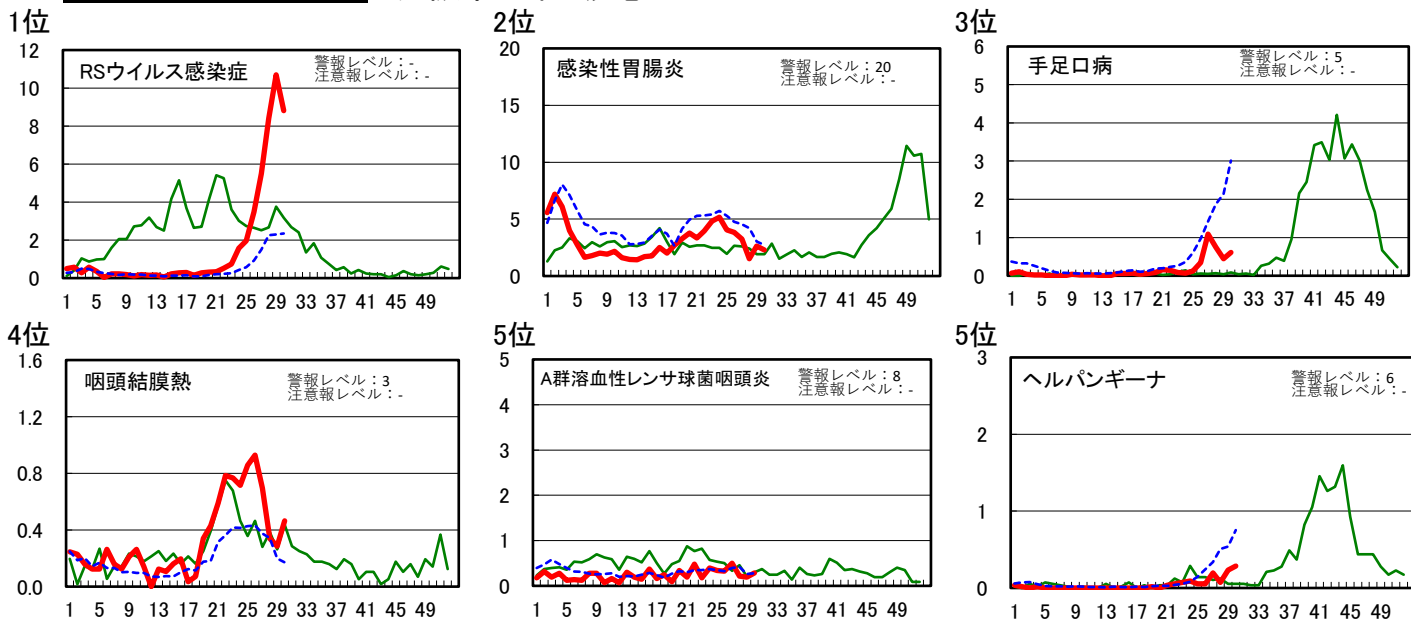 1位
RSウイルス感染症
警報レベル：-
注意報レベル：-
12
10
8
6
4
2
0
1 5 9 13 17 21 25 29 33 37 41 45 49
2位
感染性胃腸炎
警報レベル：20
注意報レベル：-
20
15
10
5
0
1 5 9 13 17 21 25 29 33 37 41 45 49
3位
手足口病
警報レベル：5
注意報レベル：-
6
5
4
3
2
1
0
1 5 9 13 17 21 25 29 33 37 41 45 49
4位
咽頭結膜熱
警報レベル：3
注意報レベル：-
1.6
1.2
0.8
0.4
0.0
1 5 9 13 17 21 25 29 33 37 41 45 49
5位
A群溶血性レンサ球菌咽頭炎
警報レベル：8
注意報レベル：-
5
4
3
2
1
0
1 5 9 13 17 21 25 29 33 37 41 45 49
5位
ヘルパンギーナ
警報レベル：6
注意報レベル：-
3
2
1
0
1 5 9 13 17 21 25 29 33 37 41 45 49